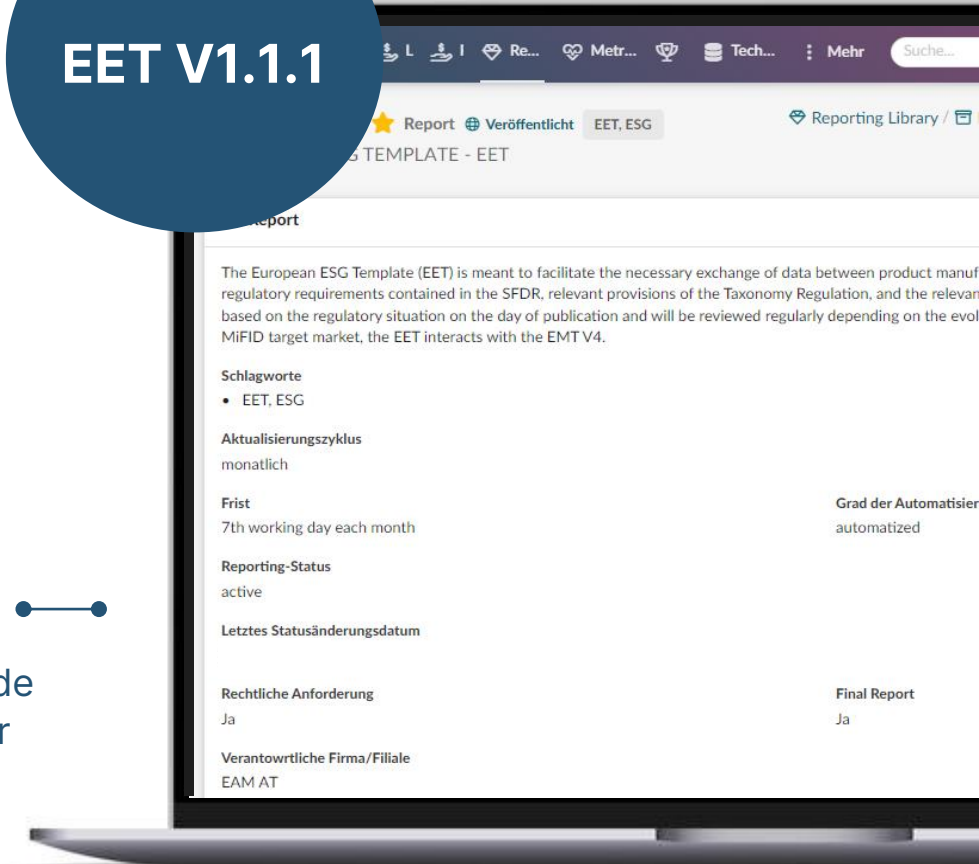 EET V1.1.1
L I Re... Metr... Tech... Mehr Suche...
Report Veröffentlicht EET, ESG Reporting Library /
TEMPLATE - EET
The European ESG Template (EET) is meant to facilitate the necessary exchange of data between product manuf
regulatory requirements contained in the SFDR, relevant provisions of the Taxonomy Regulation, and the relevan
based on the regulatory situation on the day of publication and will be reviewed regularly depending on the evol
MiFID target market, the EET interacts with the EMT V4.
Schlagworte
• EET, ESG
Aktualisierungszyklus
monatlich
Frist
Grad der Automatisier
7th working day each month
automatized
Reporting-Status
active
Letztes Statusänderungsdatum
de
r
Rechtliche Anforderung
Final Report
Ja
Ja
Verantowrtliche Firma/Filiale
EAM AT